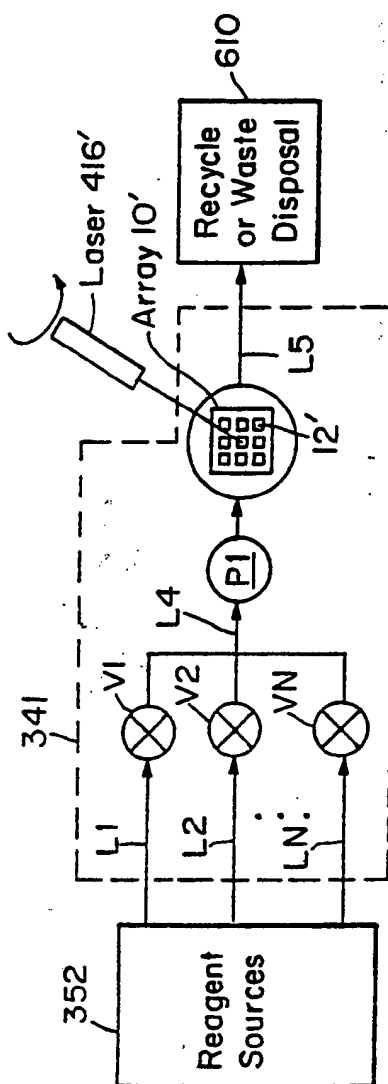 352
Reagent
Sources
341
L1
L2
LN
V1
V2
VN
L4
P1
Laser 416'
Array 10'
12'
L5
610
Recycle
or Waste
Disposal